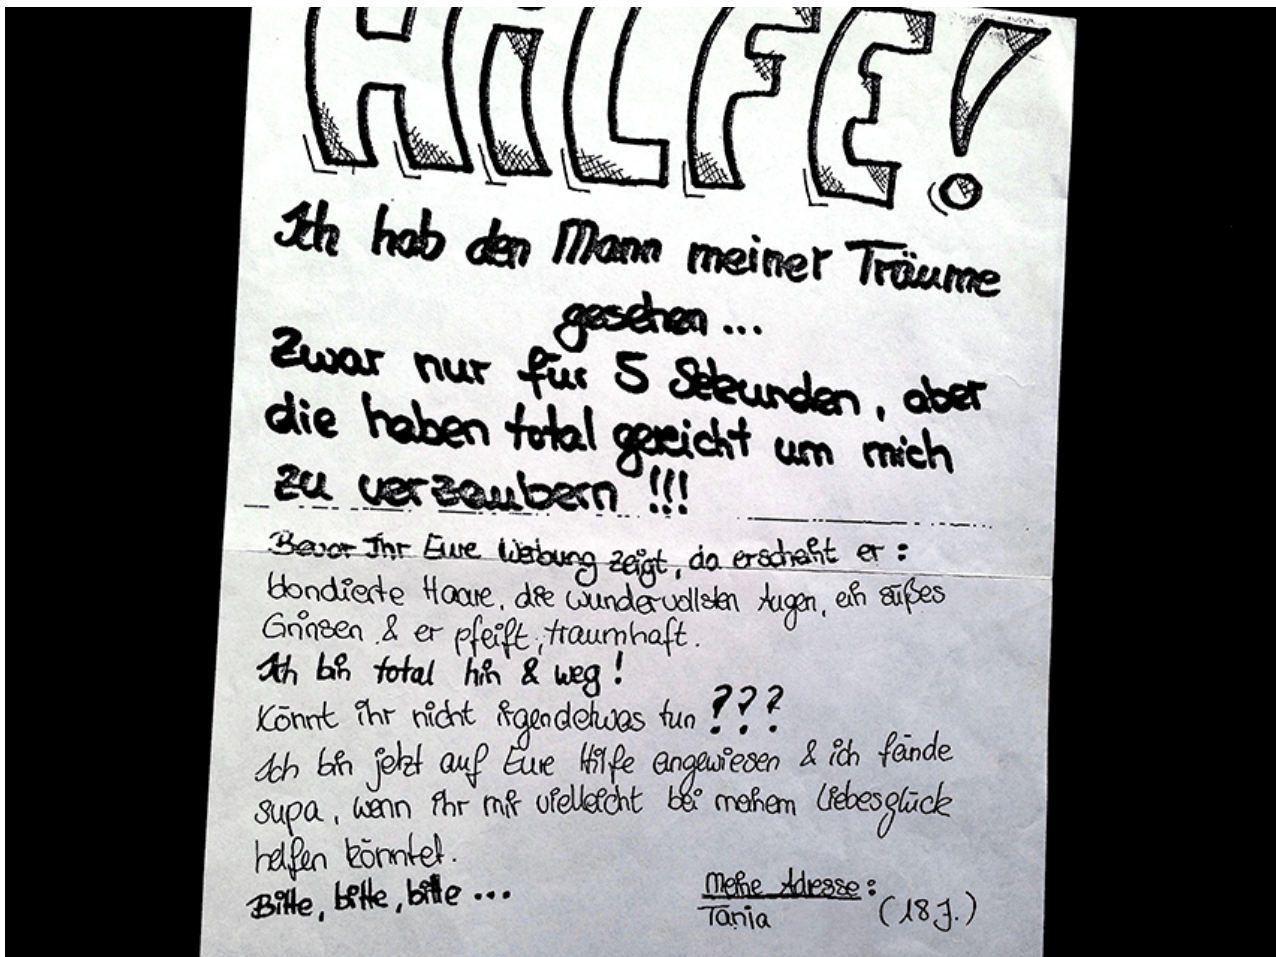 HiLFE!
Ich hab den Mann meiner Träume
gesehen...
Zwar nur für 5 Sekunden, aber
die haben total gereicht um mich
zu verzaubern !!!
Bevor Ihr Eure Werbung zeigt, da erscheint er :
blondierte Haare, die wundervollsten Augen, ein süßes
Grinsen & er pfeift, traumhaft.
Ich bin total hin & weg !
Könnt ihr nicht irgendetwas tun ???
Ich bin jetzt auf Eure Hilfe angewiesen & ich fände
supa, wenn ihr mir vielleicht bei meinem Liebesglück
helfen könntet.
Bitte, bitte, bitte ...
Meine Adresse :
Tanja (18 J.)